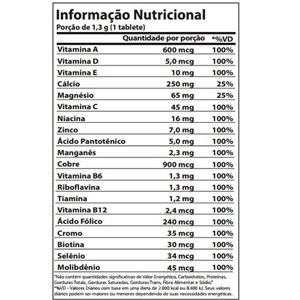 Informação Nutricional
Porção de 1,3 g (1 tablete)
Quantidade por porção *%VD
Vitamina A 600 mcg 100%
Vitamina D 5,0 mcg 100%
Vitamina E 10 mg 100%
Cálcio 250 mg 25%
Magnésio 65 mg 25%
Vitamina C 45 mg 100%
Niacina 16 mg 100%
Zinco 7,0 mg 100%
Ácido Pantotênico 5,0 mg 100%
Manganês 2,3 mg 100%
Cobre 900 mcg 100%
Vitamina B6 1,3 mg 100%
Riboflavina 1,3 mg 100%
Tiamina 1,2 mg 100%
Vitamina B12 2,4 mcg 100%
Ácido Fólico 240 mcg 100%
Cromo 35 mcg 100%
Biotina 30 mcg 100%
Selênio 34 mcg 100%
Molibdênio 45 mcg 100%
"Não contém quantidades significativas de Valor Energético, Carboidratos, Proteínas,
Gorduras Totais, Gorduras Saturadas, Gorduras Trans, Fibra Alimentar e Sódio"
*%VD - Valores Diários com base em uma dieta de 2.000 kcal ou 8.400 kJ. Seus valores
diários podem ser maiores ou menores dependendo de suas necessidades energéticas.